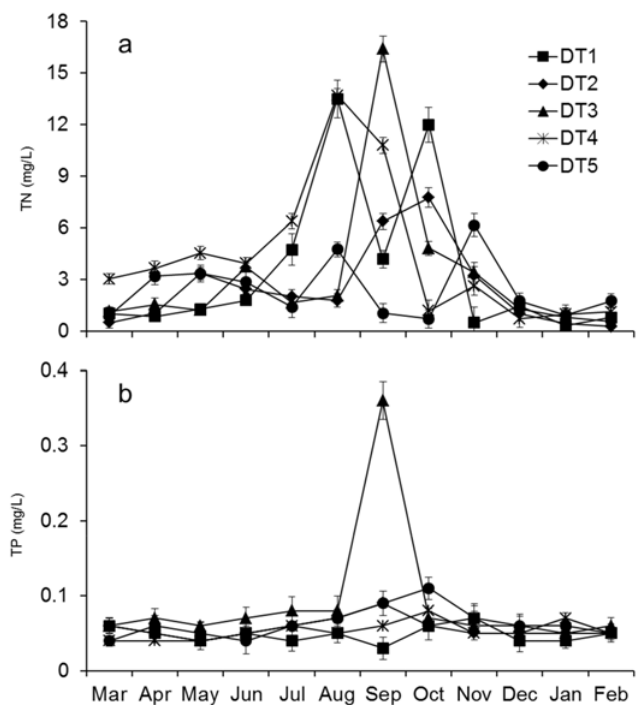 a
18
15
12
9
6
3
0
TN (mg/L)
DT1
DT2
DT3
DT4
DT5
b
0.4
0.3
0.2
0.1
0
TP (mg/L)
Mar Apr May Jun Jul Aug Sep Oct Nov Dec Jan Feb